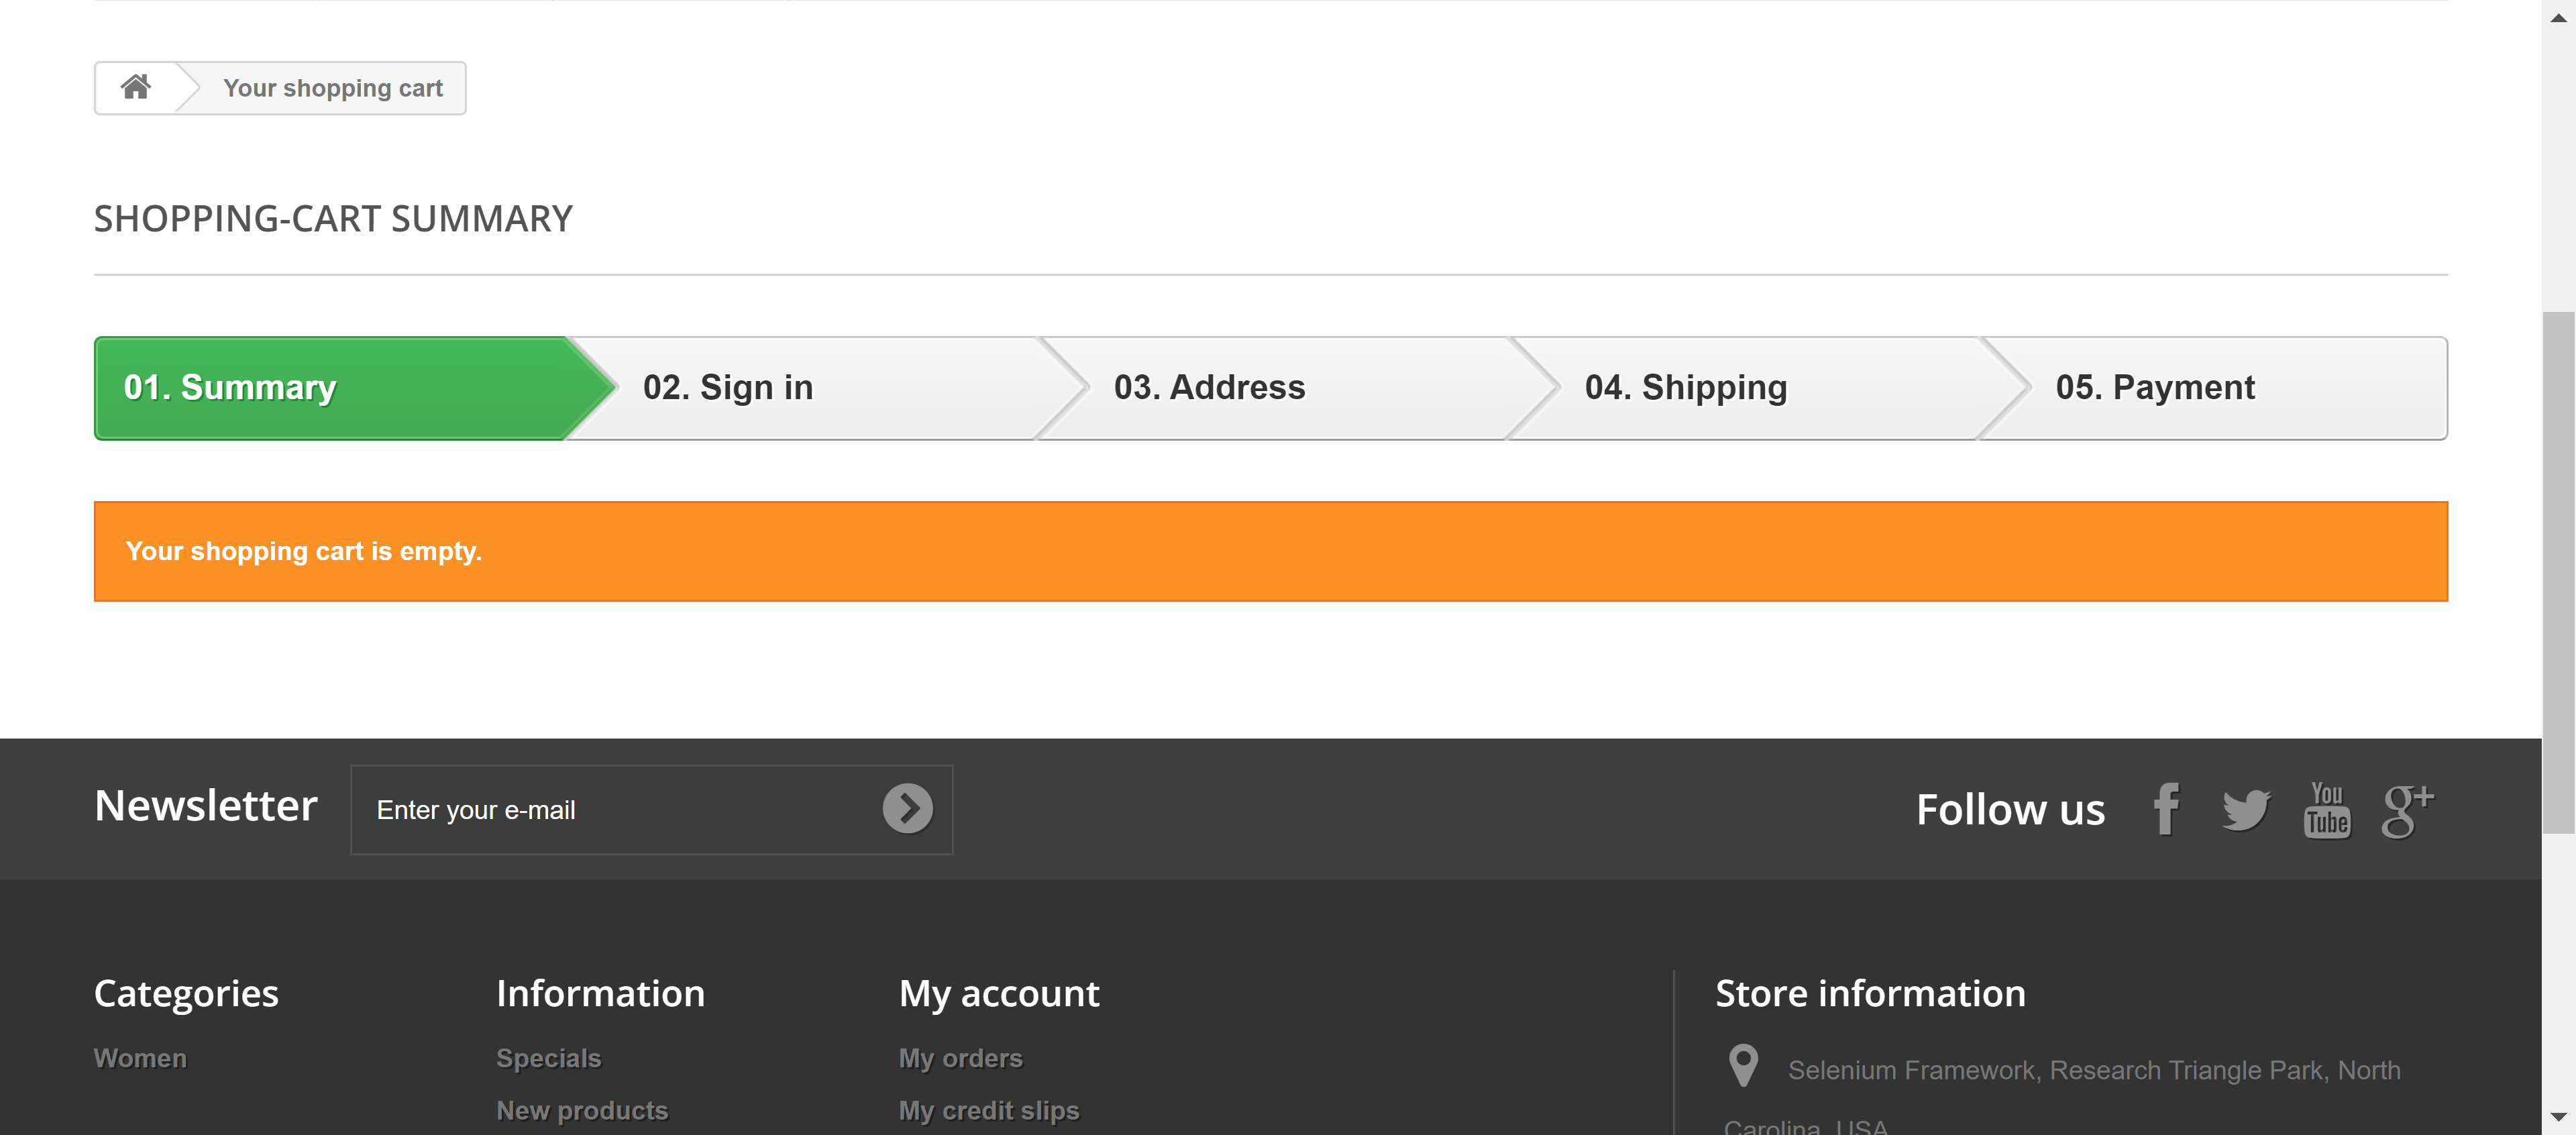 Your shopping cart
SHOPPING-CART SUMMARY
01. Summary
02. Sign in
03. Address
04. Shipping
05. Payment
Your shopping cart is empty.
Newsletter
Enter your e-mail
Follow us
You
Tube
g+
Categories
Information
My account
Store information
Women
Specials
My orders
Selenium Framework, Research Triangle Park, North
New products
My credit slips
Carolina, USA